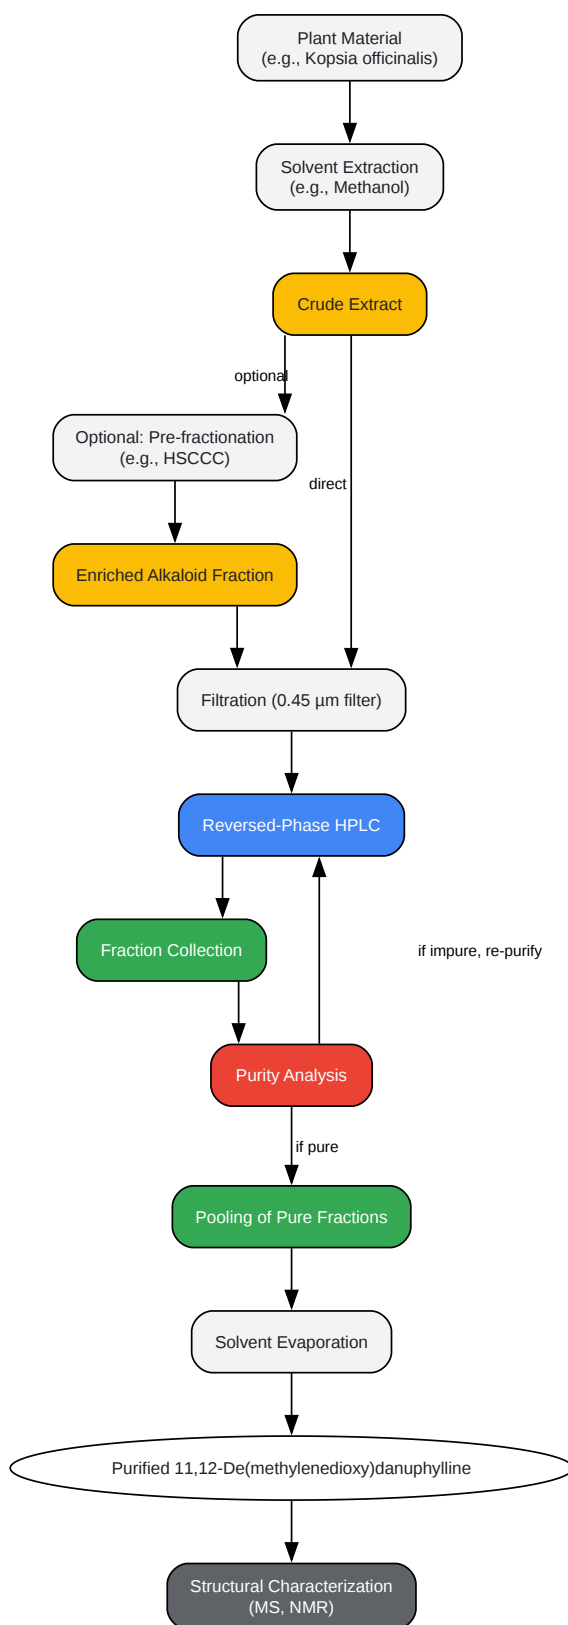 Plant Material
(e.g., Kopsia officinalis)
Solvent Extraction
(e.g., Methanol)
Crude Extract
optional
Optional: Pre-fractionation
(e.g., HSCCC)
direct
Enriched Alkaloid Fraction
Filtration (0.45 µm filter)
Reversed-Phase HPLC
Fraction Collection
if impure, re-purify
Purity Analysis
if pure
Pooling of Pure Fractions
Solvent Evaporation
Purified 11,12-De(methylenedioxy)danuphylline
Structural Characterization
(MS, NMR)